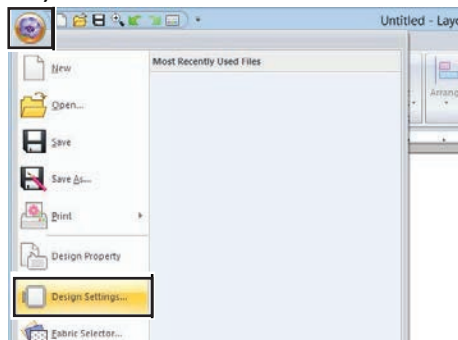 Untitled - Layo
New
Most Recently Used Files
Open...
Arrang
Save
Save As...
Print
Design Property
Design Settings...
Fabric Selector...